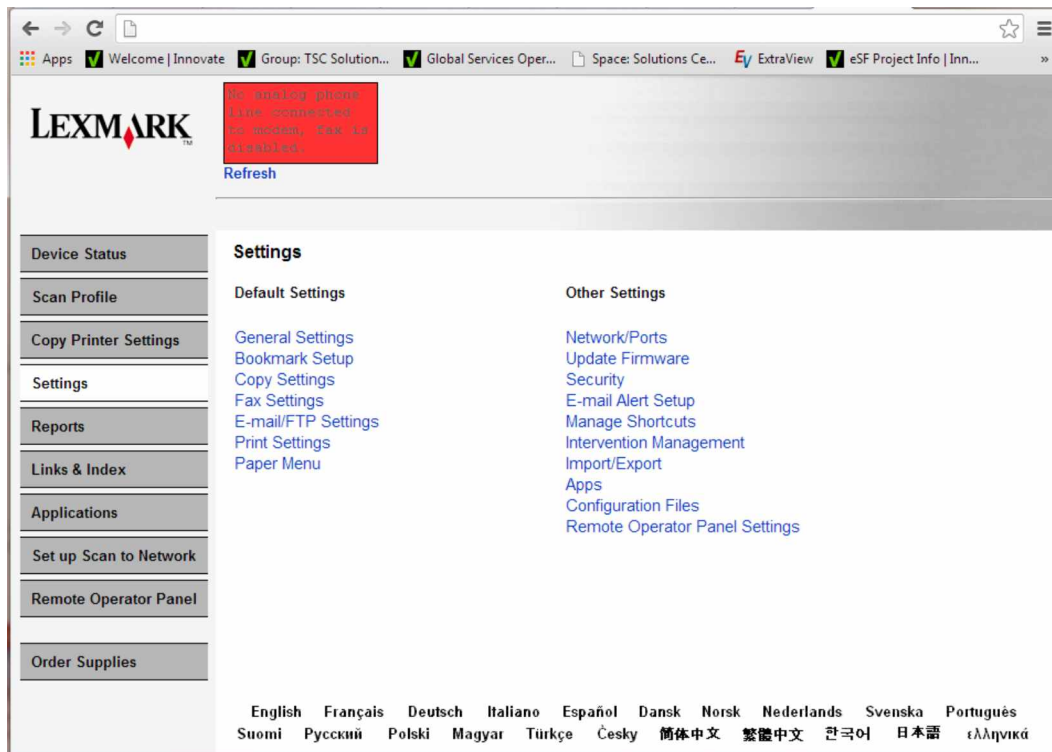 Apps Welcome | Innovate Group: TSC Solution... Global Services Oper... Space: Solutions Ce... EV ExtraView eSF Project Info | Inn... »
LEXMARK™
No analog phone
line connected
to modem, fax is
disabled.
Refresh
Device Status
Scan Profile
Copy Printer Settings
Settings
Reports
Links & Index
Applications
Set up Scan to Network
Remote Operator Panel
Order Supplies
Settings
Default Settings
General Settings
Bookmark Setup
Copy Settings
Fax Settings
E-mail/FTP Settings
Print Settings
Paper Menu
Other Settings
Network/Ports
Update Firmware
Security
E-mail Alert Setup
Manage Shortcuts
Intervention Management
Import/Export
Apps
Configuration Files
Remote Operator Panel Settings
English Français Deutsch Italiano Español Dansk Norsk Nederlands Svenska Português
Suomi Русский Polski Magyar Türkçe Česky 简体中文 繁體中文 한국어 日本語 ελληνικά